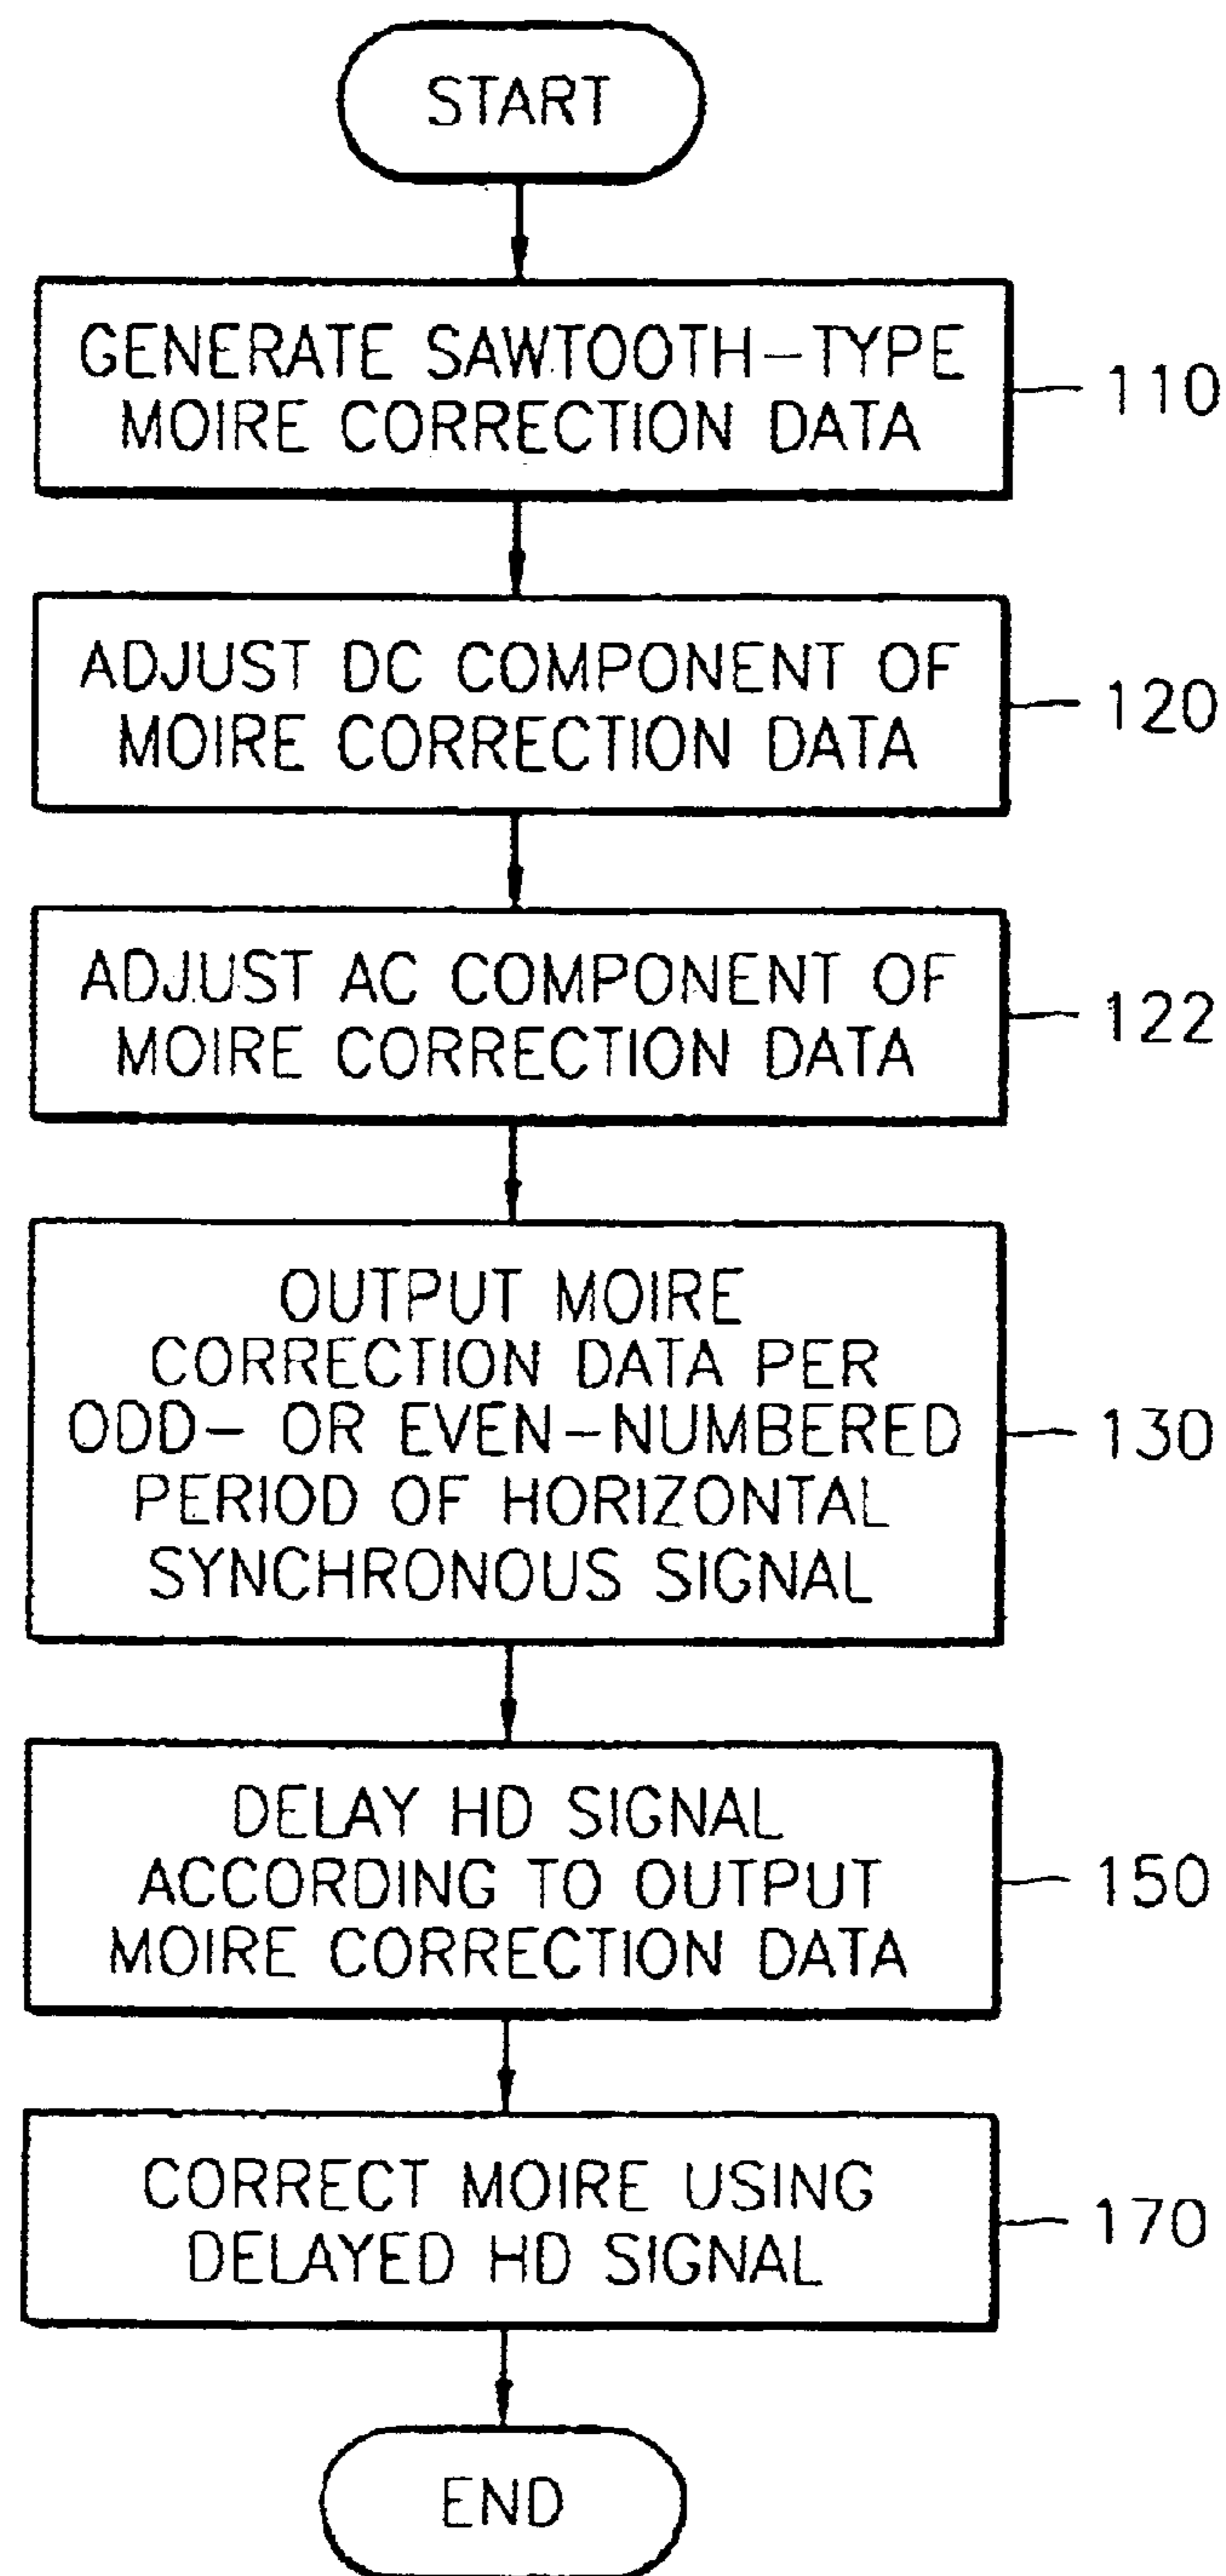 START
GENERATE SAWTOOTH-TYPE
MOIRE CORRECTION DATA
110
ADJUST DC COMPONENT OF
MOIRE CORRECTION DATA
120
ADJUST AC COMPONENT OF
MOIRE CORRECTION DATA
122
OUTPUT MOIRE
CORRECTION DATA PER
ODD- OR EVEN-NUMBERED
PERIOD OF HORIZONTAL
SYNCHRONOUS SIGNAL
130
DELAY HD SIGNAL
ACCORDING TO OUTPUT
MOIRE CORRECTION DATA
150
CORRECT MOIRE USING
DELAYED HD SIGNAL
170
END